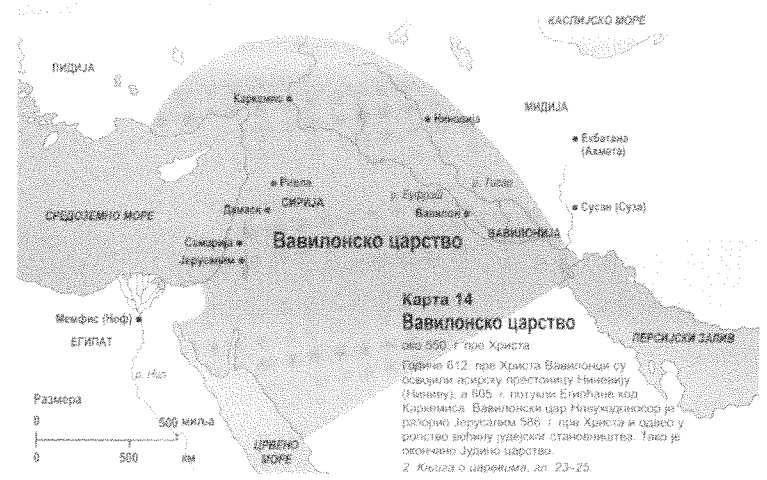 КАСПИЈСКО МОРЕ
ЛИДИЈА
Каркемиш
Ниневија
МИДИЈА
Екбатана
(Ахмета)
Ривла
СИРИЈА
р. Еуфрат
р. Тигар
Сусан (Суза)
СРЕДОЗЕМНО МОРЕ
Дамаск
Вавилон
ВАВИЛОНИЈА
Самарија
Јерусалим
Вавилонско царство
Мемфис (Ноф)
ЕГИПАТ
р. Нил
ПЕРСИЈСКИ ЗАЛИВ
ЦРВЕНО
МОРЕ
Размера
0 500 миља
0 500 км
Карта 14
Вавилонско царство
око 550. г. пре Христа
Године 612. пре Христа Вавилонци су
освојили асирску престоницу Ниневију
(Ниниву), а 605. г. потукли Египћане код
Каркемиса. Вавилонски цар Навуходоносор је
разорио Јерусалим 586. г. пре Христа и одвео у
ропство већину јудејског становништва. Тако је
окончано Јудино царство.
2. Књига о царевима, гл. 23–25.